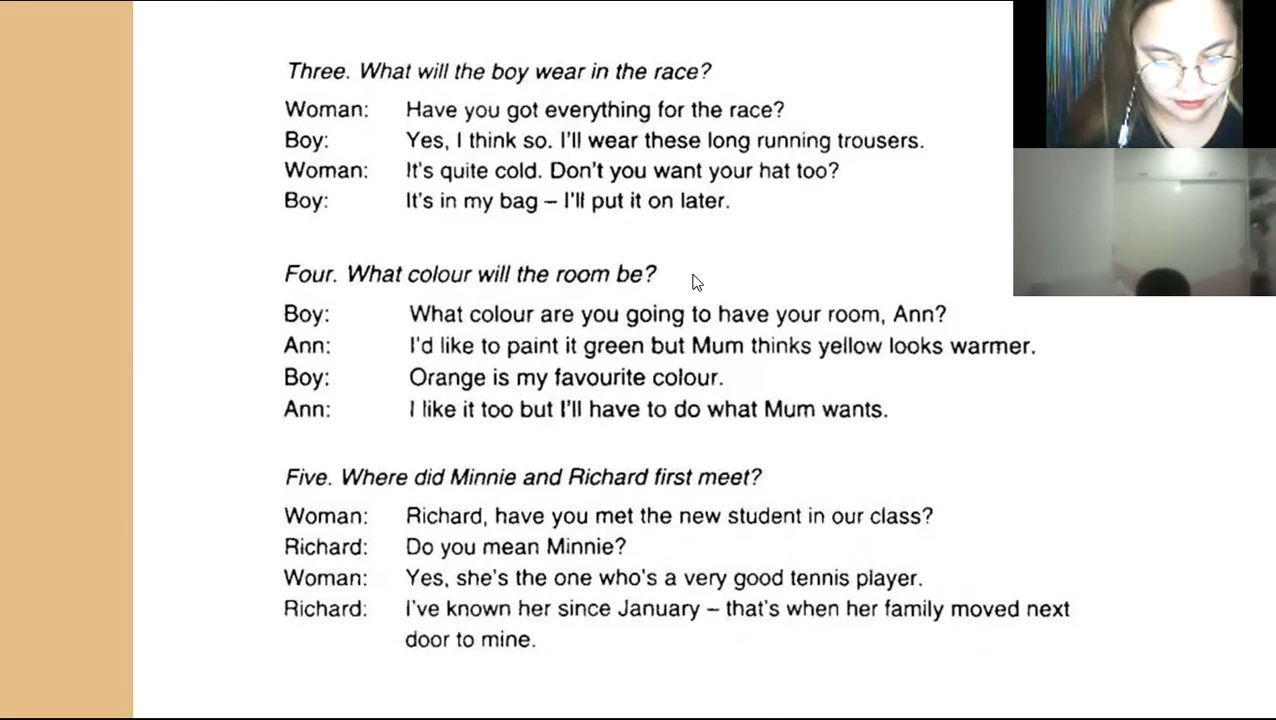 Three. What will the boy wear in the race?
Woman: Have you got everything for the race?
Boy: Yes, I think so. I'll wear these long running trousers.
Woman: It's quite cold. Don't you want your hat too?
Boy: It's in my bag – I'll put it on later.
Four. What colour will the room be?
Boy: What colour are you going to have your room, Ann?
Ann: I'd like to paint it green but Mum thinks yellow looks warmer.
Boy: Orange is my favourite colour.
Ann: I like it too but I'll have to do what Mum wants.
Five. Where did Minnie and Richard first meet?
Woman: Richard, have you met the new student in our class?
Richard: Do you mean Minnie?
Woman: Yes, she's the one who's a very good tennis player.
Richard: I've known her since January – that's when her family moved next
door to mine.